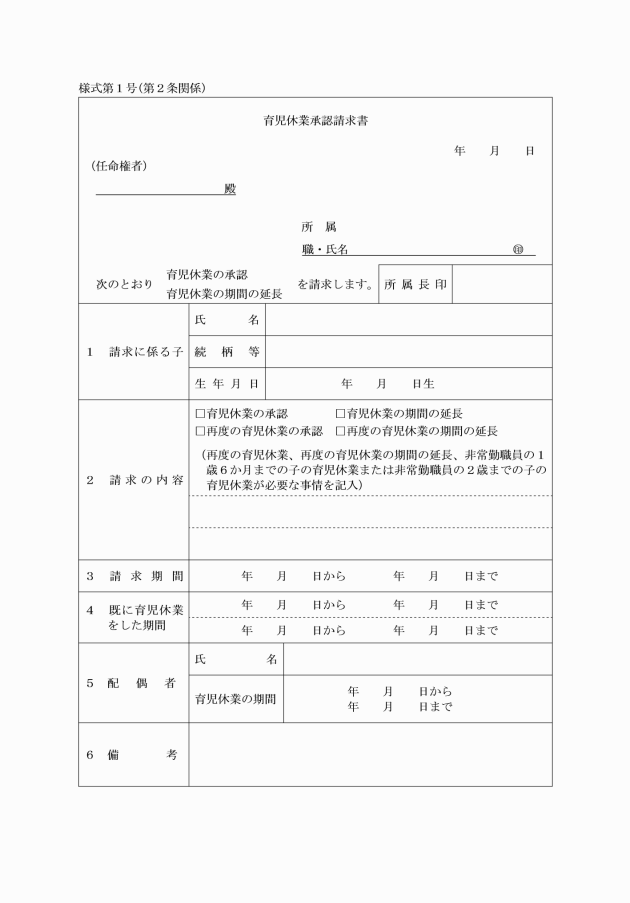 様式第１号（第２条関係）
育児休業承認請求書
年　　月　　日
（任命権者）
殿
所　属
職・氏名　㊞
次のとおり　育児休業の承認
育児休業の期間の延長　を請求します。　所属長印
１　請求に係る子　氏　　名
続　柄　等
生年月日　年　　月　　日生
２　請求の内容
□育児休業の承認　□育児休業の期間の延長
□再度の育児休業の承認　□再度の育児休業の期間の延長
（再度の育児休業、再度の育児休業の期間の延長、非常勤職員の１
歳６か月までの子の育児休業または非常勤職員の２歳までの子の
育児休業が必要な事情を記入）
３　請求期間　年　　月　　日から　年　　月　　日まで
４　既に育児休業
をした期間
年　　月　　日から　年　　月　　日まで
年　　月　　日から　年　　月　　日まで
５　配偶者　氏　　名
育児休業の期間
年　　月　　日から
年　　月　　日まで
６　備　　考